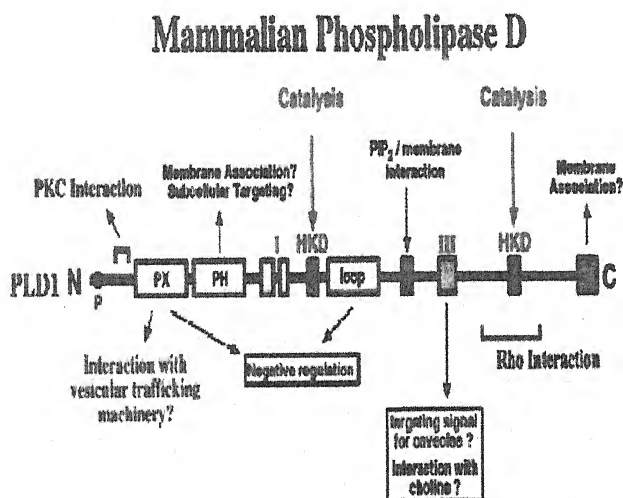 Mammalian Phospholipase D
Catalysis
Catalysis
PIP2 / membrane
interaction
Membrane Association?
Subcellular Targeting?
Membrane
Association?
PKC Interaction
I
HKD
III
HKD
PLD1 N
P
PX
PH
loop
C
Interaction with
vesicular trafficking
machinery?
Negative regulation
Rho Interaction
targeting signal
for caveolae ?
Interaction with
choline ?